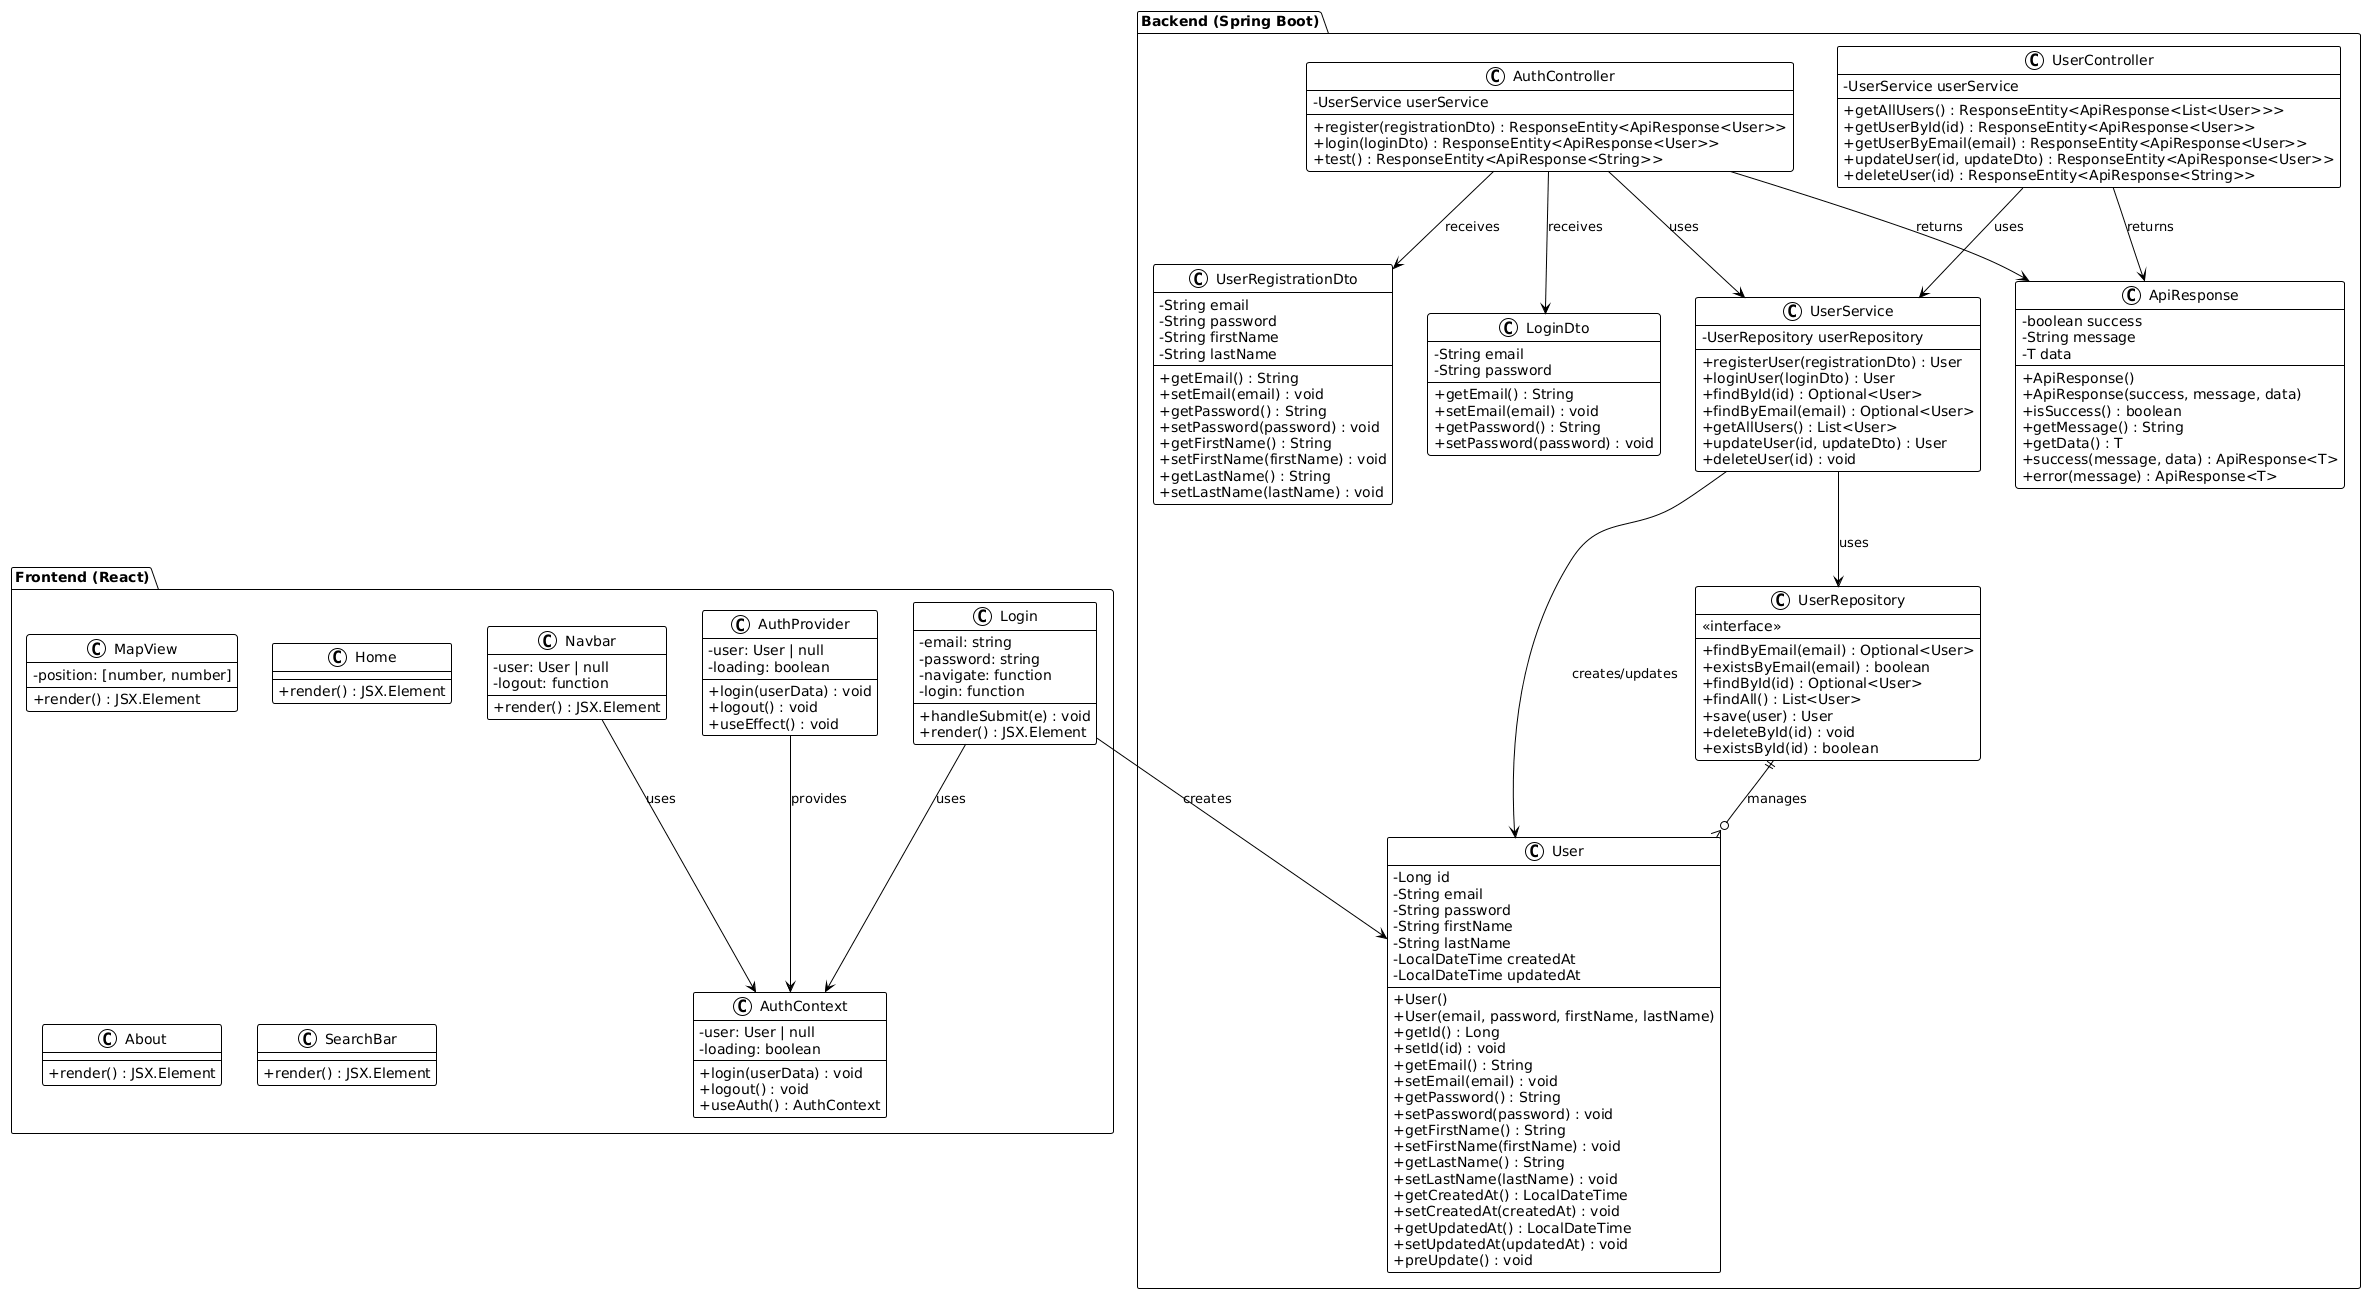 Backend (Spring Boot)
C AuthController
-UserService userService
+register(registrationDto) : ResponseEntity<ApiResponse<User>>
+login(loginDto) : ResponseEntity<ApiResponse<User>>
+test() : ResponseEntity<ApiResponse<String>>
C UserController
-UserService userService
+getAllUsers() : ResponseEntity<ApiResponse<List<User>>>
+getUserById(id) : ResponseEntity<ApiResponse<User>>
+getUserByEmail(email) : ResponseEntity<ApiResponse<User>>
+updateUser(id, updateDto) : ResponseEntity<ApiResponse<User>>
+deleteUser(id) : ResponseEntity<ApiResponse<String>>
receives
receives
uses
returns
uses
returns
C UserRegistrationDto
-String email
-String password
-String firstName
-String lastName
+getEmail() : String
+setEmail(email) : void
+getPassword() : String
+setPassword(password) : void
+getFirstName() : String
+setFirstName(firstName) : void
+getLastName() : String
+setLastName(lastName) : void
C LoginDto
-String email
-String password
+getEmail() : String
+setEmail(email) : void
+getPassword() : String
+setPassword(password) : void
C UserService
-UserRepository userRepository
+registerUser(registrationDto) : User
+loginUser(loginDto) : User
+findById(id) : Optional<User>
+findByEmail(email) : Optional<User>
+getAllUsers() : List<User>
+updateUser(id, updateDto) : User
+deleteUser(id) : void
C ApiResponse
-boolean success
-String message
-T data
+ApiResponse()
+ApiResponse(success, message, data)
+isSuccess() : boolean
+getMessage() : String
+getData() : T
+success(message, data) : ApiResponse<T>
+error(message) : ApiResponse<T>
uses
creates/updates
C UserRepository
«interface»
+findByEmail(email) : Optional<User>
+existsByEmail(email) : boolean
+findById(id) : Optional<User>
+findAll() : List<User>
+save(user) : User
+deleteById(id) : void
+existsById(id) : boolean
manages
Frontend (React)
C MapView
-position: [number, number]
+render() : JSX.Element
C Home
+render() : JSX.Element
C Navbar
-user: User | null
-logout: function
+render() : JSX.Element
C AuthProvider
-user: User | null
-loading: boolean
+login(userData) : void
+logout() : void
+useEffect() : void
C Login
-email: string
-password: string
-navigate: function
-login: function
+handleSubmit(e) : void
+render() : JSX.Element
uses
provides
uses
creates
C About
+render() : JSX.Element
C SearchBar
+render() : JSX.Element
C AuthContext
-user: User | null
-loading: boolean
+login(userData) : void
+logout() : void
+useAuth() : AuthContext
C User
-Long id
-String email
-String password
-String firstName
-String lastName
-LocalDateTime createdAt
-LocalDateTime updatedAt
+User()
+User(email, password, firstName, lastName)
+getId() : Long
+setId(id) : void
+getEmail() : String
+setEmail(email) : void
+getPassword() : String
+setPassword(password) : void
+getFirstName() : String
+setFirstName(firstName) : void
+getLastName() : String
+setLastName(lastName) : void
+getCreatedAt() : LocalDateTime
+setCreatedAt(createdAt) : void
+getUpdatedAt() : LocalDateTime
+setUpdatedAt(updatedAt) : void
+preUpdate() : void